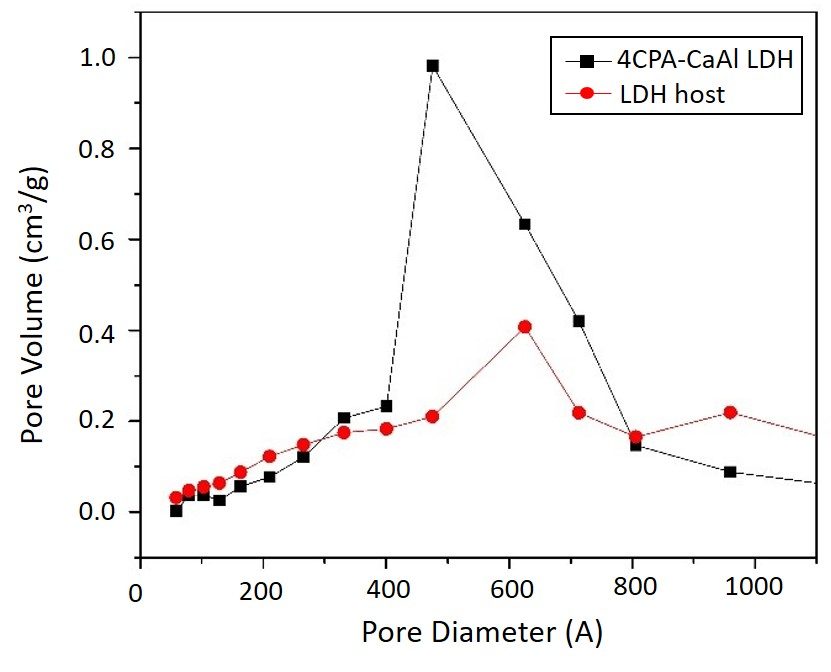 4CPA-CaAl LDH
LDH host
1.0
0.8
0.6
0.4
0.2
0.0
Pore Volume (cm³/g)
0 200 400 600 800 1000
Pore Diameter (A)